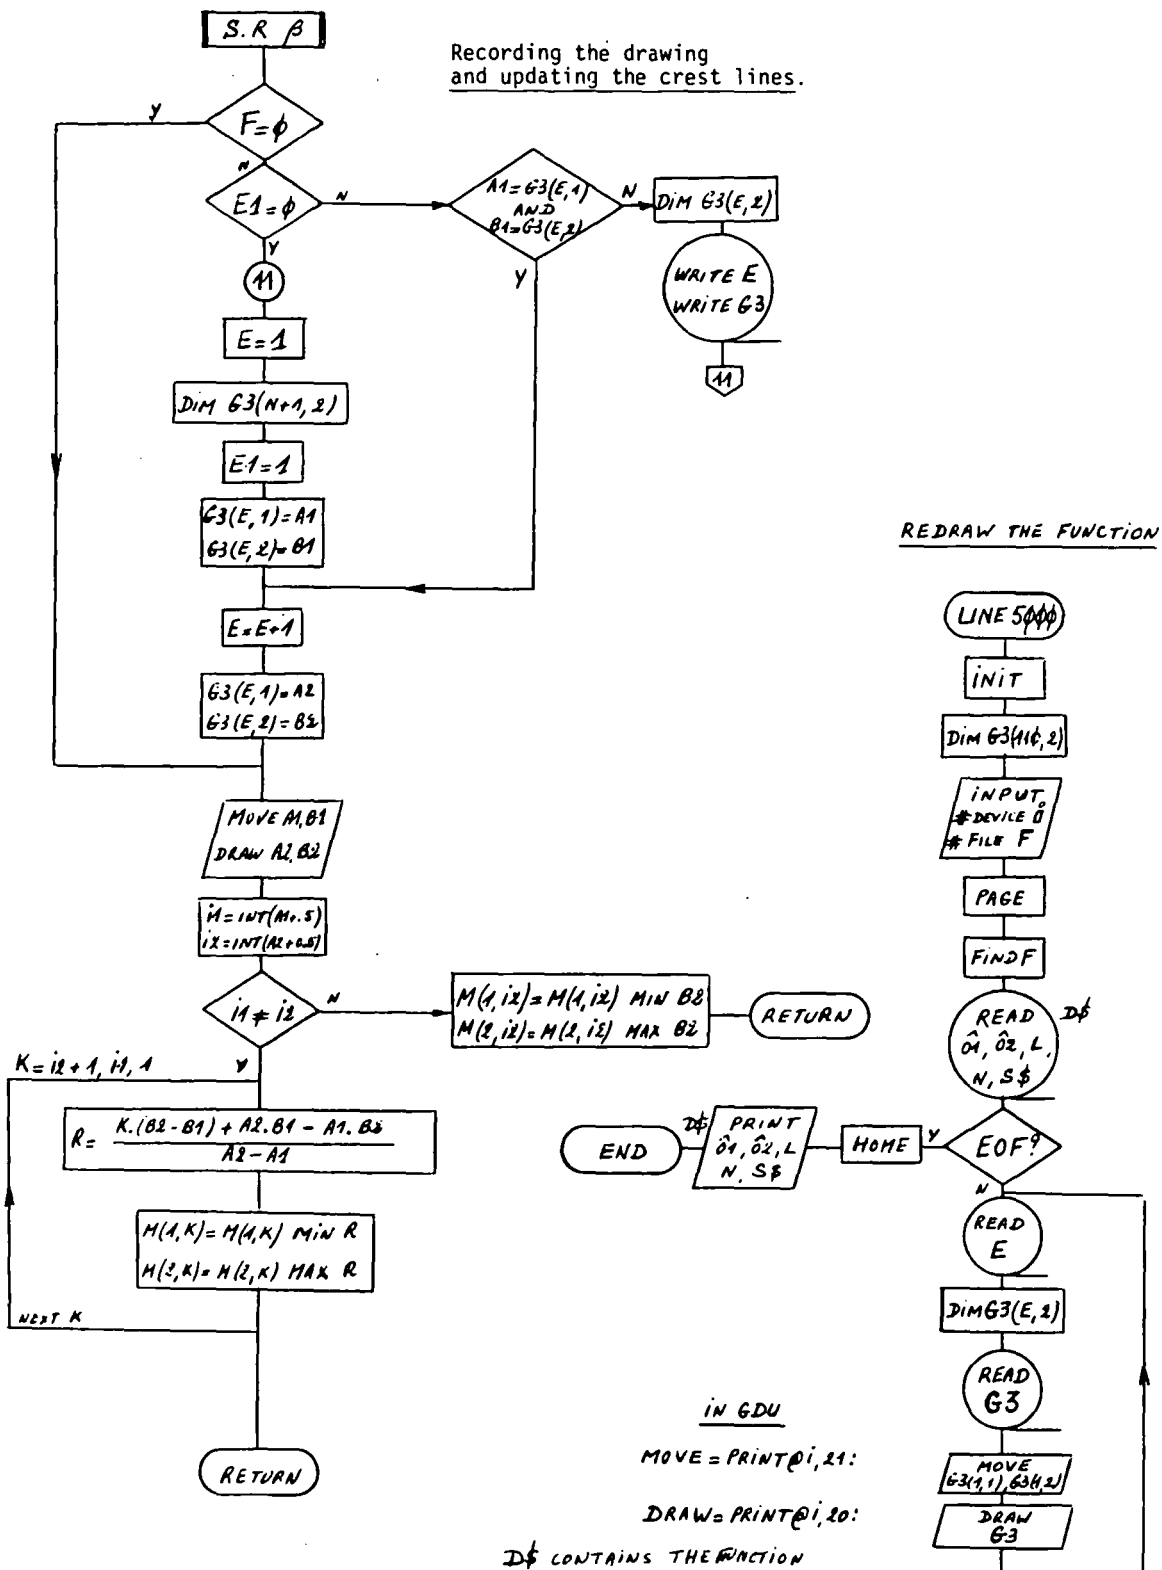 S.R β
Recording the drawing
and updating the crest lines.
Y
F=ϕ
N
E1=ϕ
N
A1=G3(E,1)
AND
B1=G3(E,2)
N
DIM G3(E,2)
Y
Y
WRITE E
WRITE G3
11
11
E=1
DIM G3(N+1,2)
E1=1
G3(E,1)=A1
G3(E,2)=B1
E=E+1
G3(E,1)=A2
G3(E,2)=B2
MOVE A1,B1
DRAW A2,B2
i1=INT(A1+.5)
i2=INT(A2+0.5)
i1≠i2
N
M(1,i2)=M(1,i2) MIN B2
M(2,i2)=M(2,i2) MAX B2
RETURN
K=i2+1, i1, 1
Y
R= K.(B2-B1)+A2.B1-A1.B2
A2-A1
M(1,K)=M(1,K) MIN R
M(2,K)=M(2,K) MAX R
NEXT K
RETURN
REDRAW THE FUNCTION
LINE 5ϕϕϕ
INIT
DIM G3(11ϕ,2)
INPUT
# DEVICE
# FILE F
PAGE
FIND F
READ
Ô1, Ô2, L,
N, S$
D$
EOF?
Y
HOME
D$
PRINT
Ô1, Ô2, L
N, S$
END
N
READ
E
DIM G3(E,2)
READ
G3
MOVE
G3(1,1),G3(1,2)
DRAW
G3
IN GDU
MOVE=PRINT@i,21:
DRAW=PRINT@i,20:
D$ CONTAINS THE FUNCTION